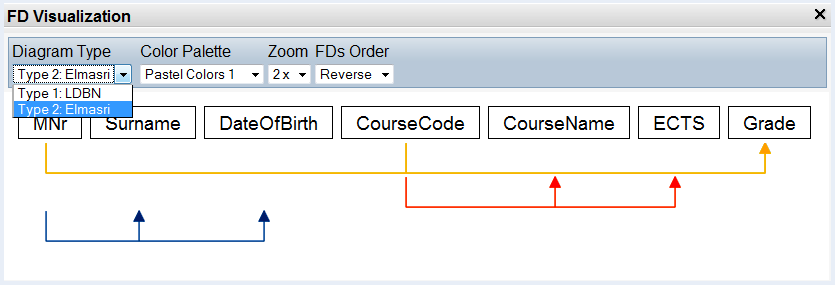 FD Visualization
Diagram Type Color Palette Zoom FDs Order
Type 2: Elmasri Pastel Colors 1 2 x Reverse
Type 1: LDBN
Type 2: Elmasri
MNr Surname DateOfBirth CourseCode CourseName ECTS Grade